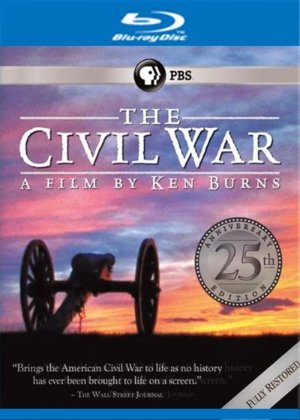 Blu-ray Disc
PBS
THE
CIVIL WAR
A FILM BY KEN BURNS
ANNIVERSARY
25th
EDITION
"Brings the American Civil War to life as no history
has ever been brought to life on a screen."
– THE WALL STREET JOURNAL
FULLY RESTORED